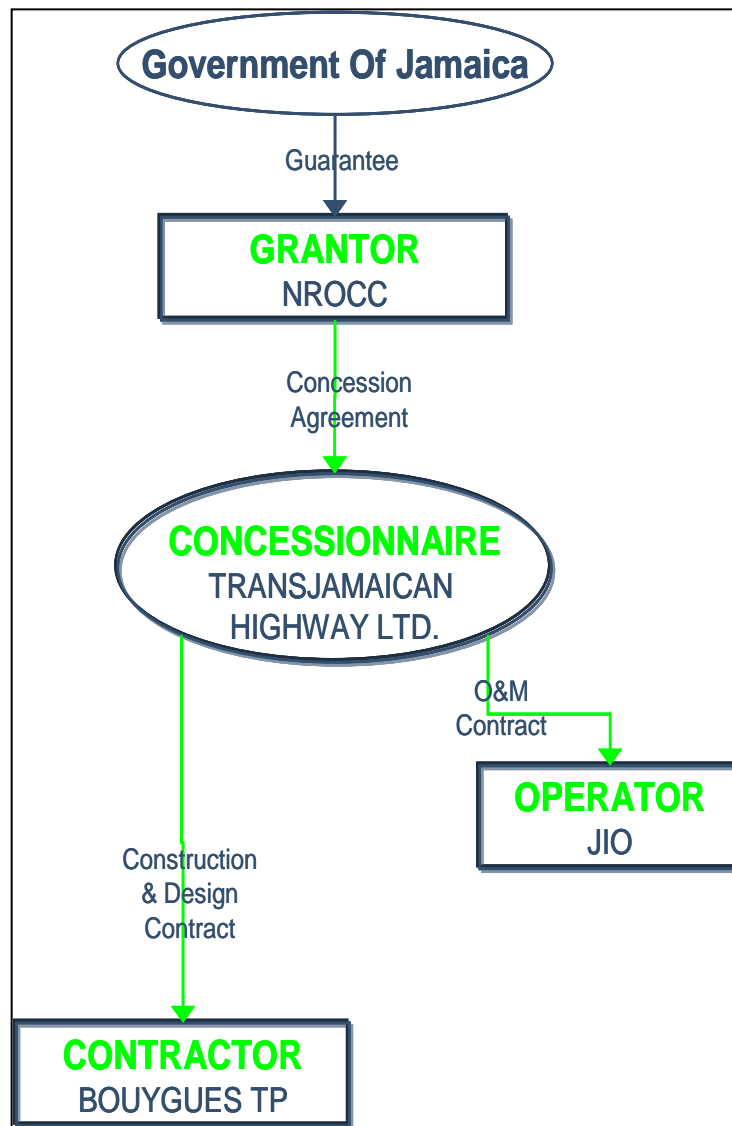 Government Of Jamaica
Guarantee
GRANTOR
NROCC
Concession
Agreement
CONCESSIONNAIRE
TRANSJAMAICAN
HIGHWAY LTD.
O&M
Contract
OPERATOR
JIO
Construction
& Design
Contract
CONTRACTOR
BOUYGUES TP